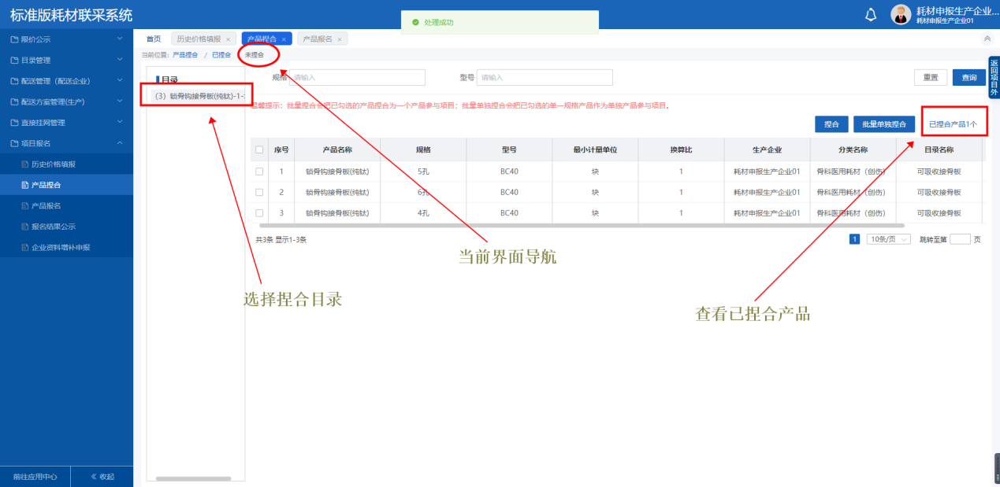 标准版耗材联采系统
处理成功
耗材申报生产企业...
耗材申报生产企业01
限价公示
目录管理
配送管理（配送企业）
配送方案管理(生产)
直接挂网管理
项目报名
历史价格填报
产品捏合
产品报名
报名结果公示
企业资料增补申报
前往应用中心
收起
首页
历史价格填报 ×
产品捏合 ×
产品报名 ×
当前位置：产品捏合 / 已捏合
未捏合
目录
（3）锁骨钩接骨板(纯钛)-1-
规格 请输入
型号 请输入
重置
查询
返回项目外
温馨提示：批量捏合会把已勾选的产品捏合为一个产品参与项目；批量单独捏合会把已勾选的单一规格产品作为单独产品参与项目。
捏合
批量单独捏合
已捏合产品1个
序号 产品名称 规格 型号 最小计量单位 换算比 生产企业 分类名称 目录名称
1 锁骨钩接骨板(纯钛) 5孔 BC40 块 1 耗材申报生产企业01 骨科医用耗材（创伤） 可吸收接骨板
2 锁骨钩接骨板(纯钛) 6孔 BC40 块 1 耗材申报生产企业01 骨科医用耗材（创伤） 可吸收接骨板
3 锁骨钩接骨板(纯钛) 4孔 BC40 块 1 耗材申报生产企业01 骨科医用耗材（创伤） 可吸收接骨板
共3条 显示1-3条
1
10条/页
跳转至第 页
当前界面导航
选择捏合目录
查看已捏合产品